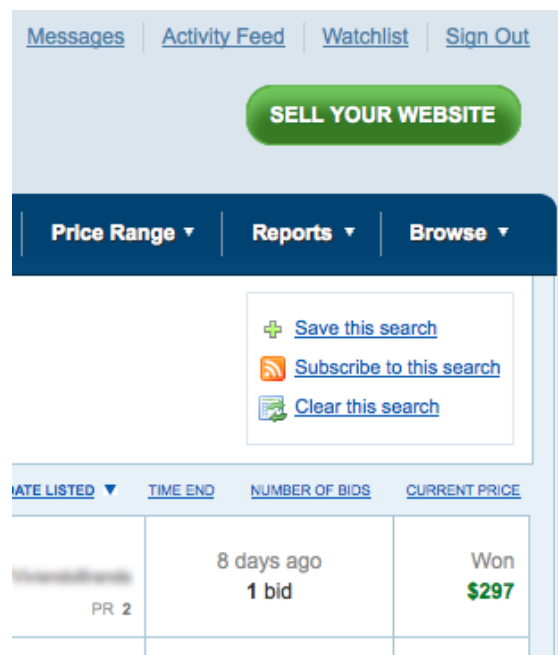 Messages Activity Feed Watchlist Sign Out
SELL YOUR WEBSITE
Price Range Reports Browse
Save this search
Subscribe to this search
Clear this search
DATE LISTED TIME END NUMBER OF BIDS CURRENT PRICE
8 days ago Won
1 bid $297
PR 2